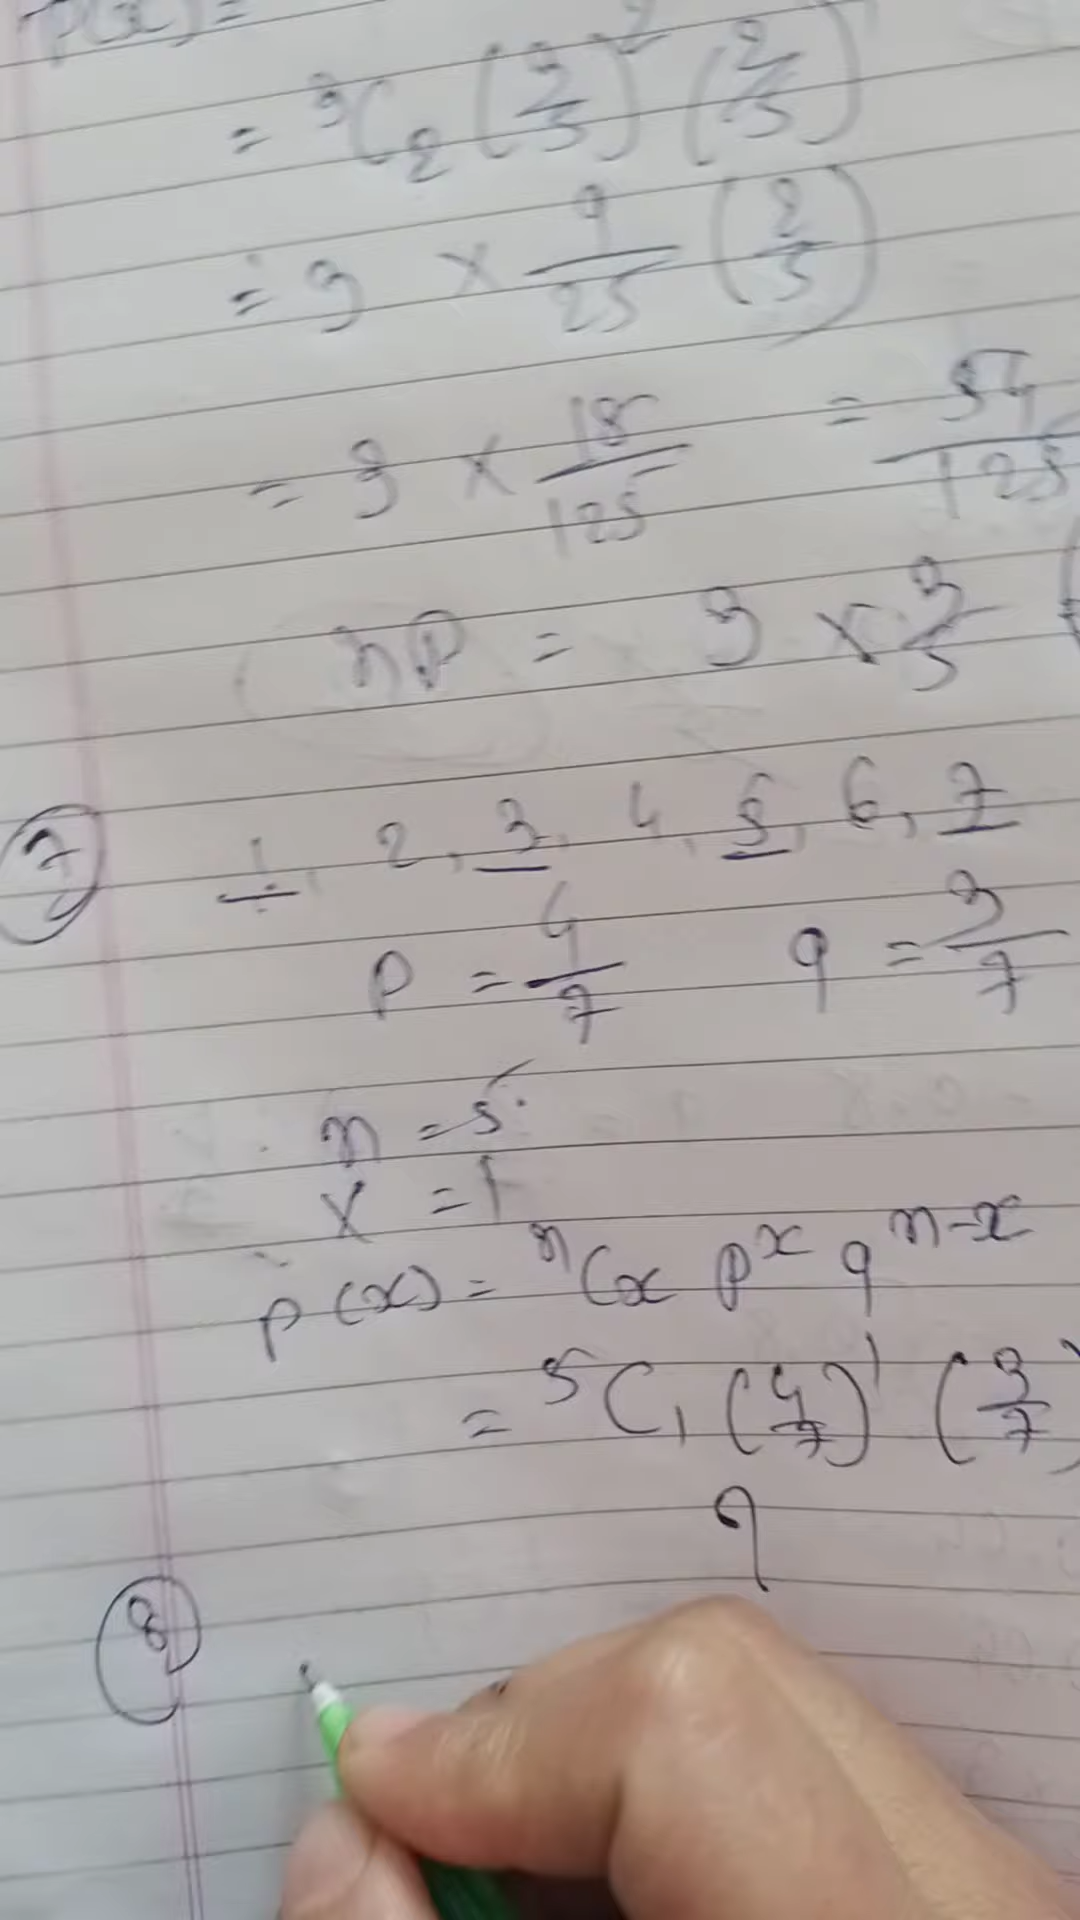 P(x) =
= ³C₂ (3/5)² (2/5)¹
= 3 × 9/25 (2/5)
= 3 × 18/125 = 54/125
nP = 3 × 3/5 (
7 1, 2, 3, 4, 5, 6, 7
P = 4/7 q = 3/7
n = 5
X = 1
P(x) = ⁿCx pˣ qⁿ⁻ˣ
= ⁵C₁ (4/7)¹ (3/7)
9
8